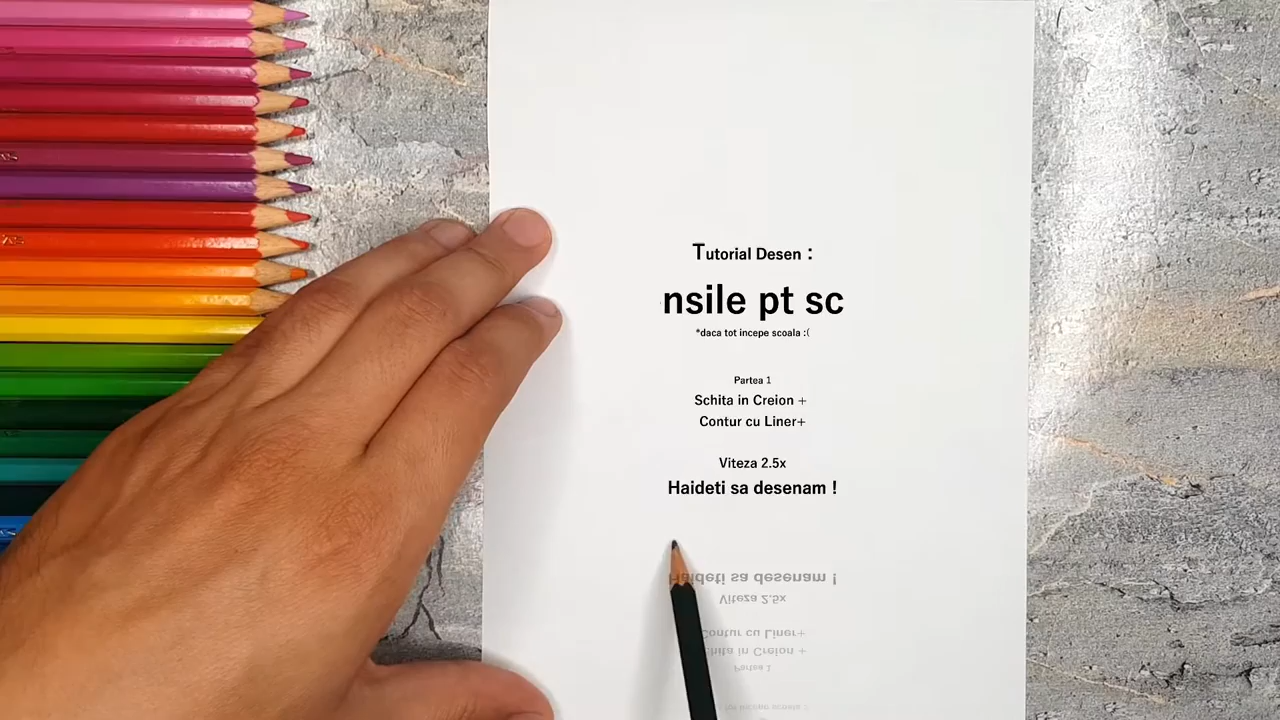 Tutorial Desen :
nsile pt sc
*daca tot incepe scoala :(
Partea 1
Schita in Creion +
Contur cu Liner+
Viteza 2.5x
Haideti sa desenam !